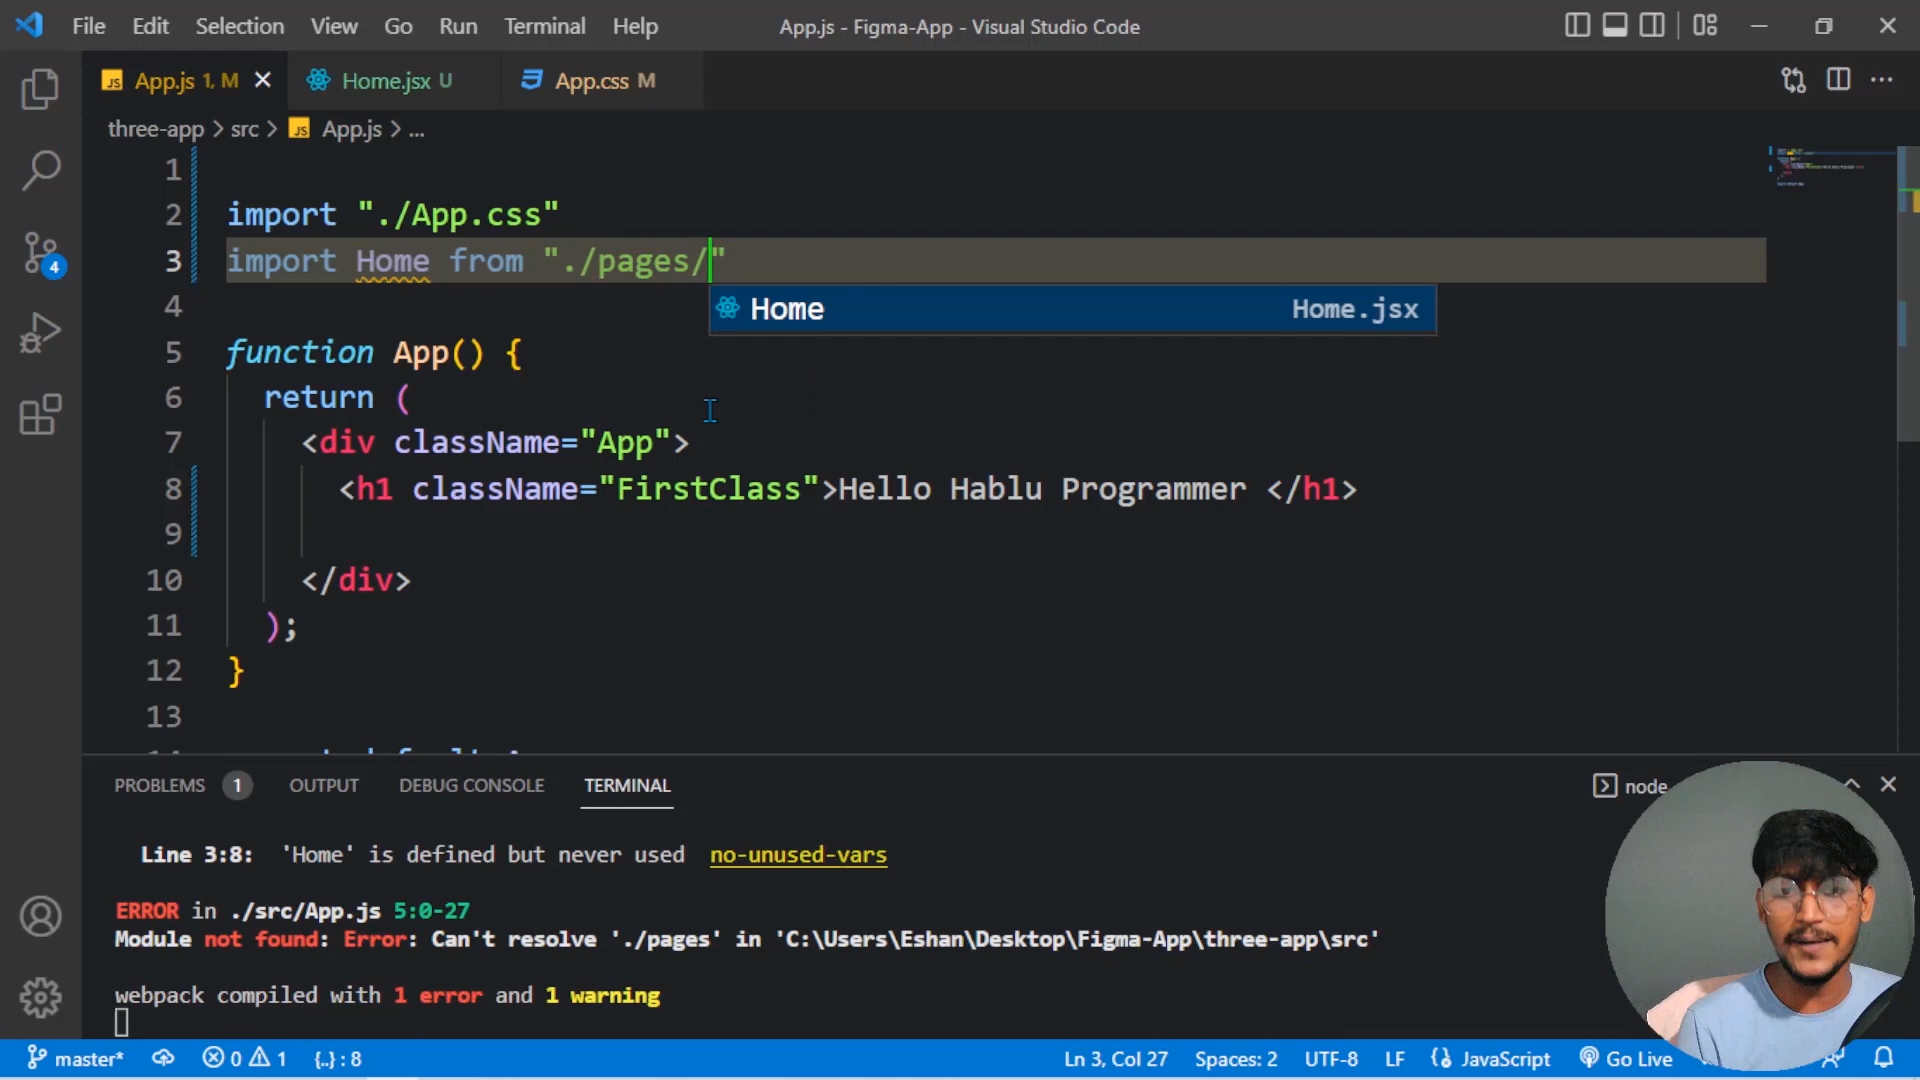 File Edit Selection View Go Run Terminal Help App.js - Figma-App - Visual Studio Code
JS App.js 1, M Home.jsx U App.css M
three-app > src > JS App.js > ...
1
2 import "./App.css"
3 import Home from "./pages/"
Home Home.jsx
4
5 function App() {
6 return (
7 <div className="App">
8 <h1 className="FirstClass">Hello Hablu Programmer </h1>
9
10 </div>
11 );
12 }
13
4
PROBLEMS 1 OUTPUT DEBUG CONSOLE TERMINAL node
Line 3:8: 'Home' is defined but never used no-unused-vars
ERROR in ./src/App.js 5:0-27
Module not found: Error: Can't resolve './pages' in 'C:\Users\Eshan\Desktop\Figma-App\three-app\src'
webpack compiled with 1 error and 1 warning
master* 0 1 {..} : 8 Ln 3, Col 27 Spaces: 2 UTF-8 LF JavaScript Go Live